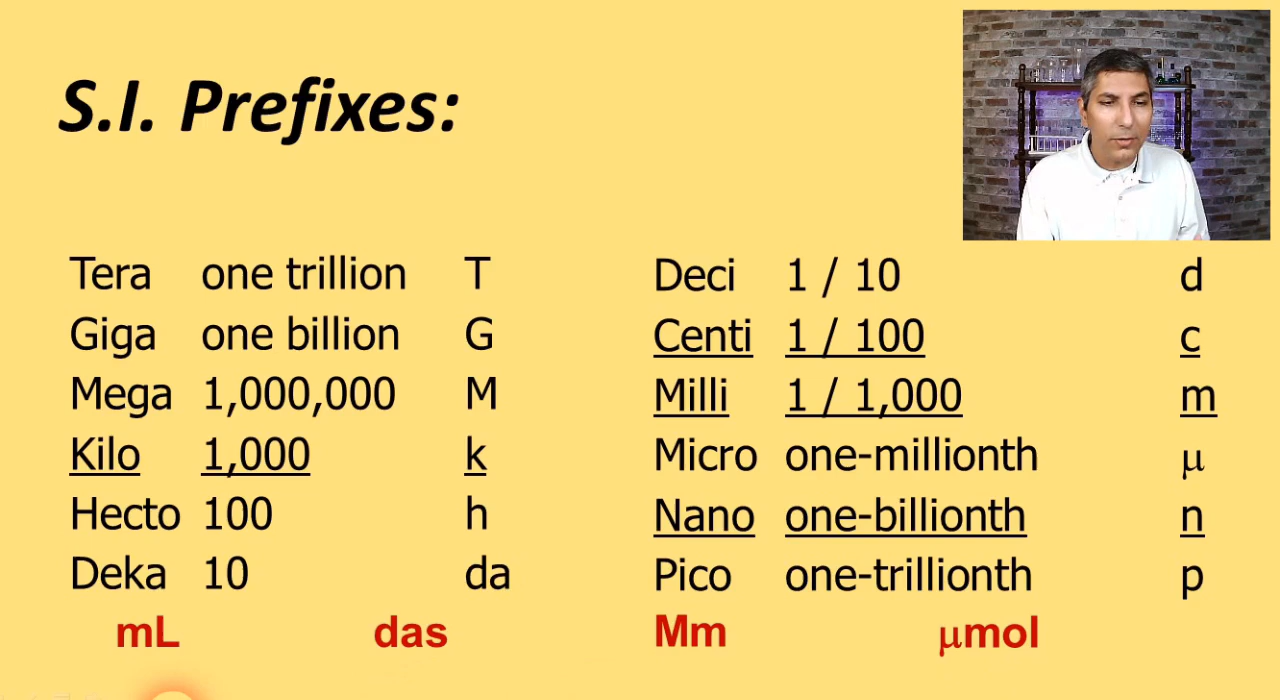 S.I. Prefixes:
Tera one trillion T
Giga one billion G
Mega 1,000,000 M
Kilo 1,000 k
Hecto 100 h
Deka 10 da
Deci 1 / 10 d
Centi 1 / 100 c
Milli 1 / 1,000 m
Micro one-millionth μ
Nano one-billionth n
Pico one-trillionth p
mL das Mm μmol